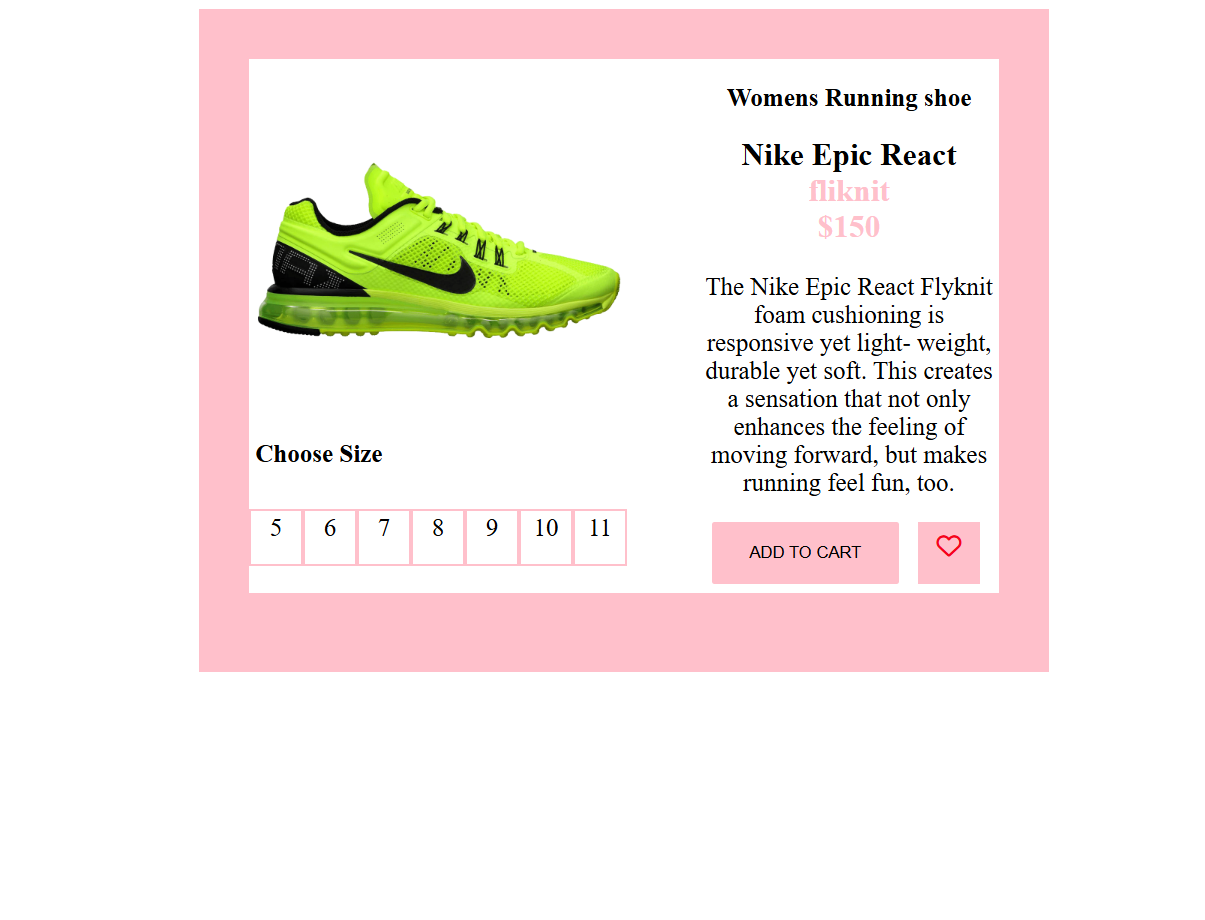 Womens Running shoe
Nike Epic React
fliknit
$150
The Nike Epic React Flyknit
foam cushioning is
responsive yet light- weight,
durable yet soft. This creates
a sensation that not only
enhances the feeling of
moving forward, but makes
running feel fun, too.
Choose Size
5 6 7 8 9 10 11
ADD TO CART